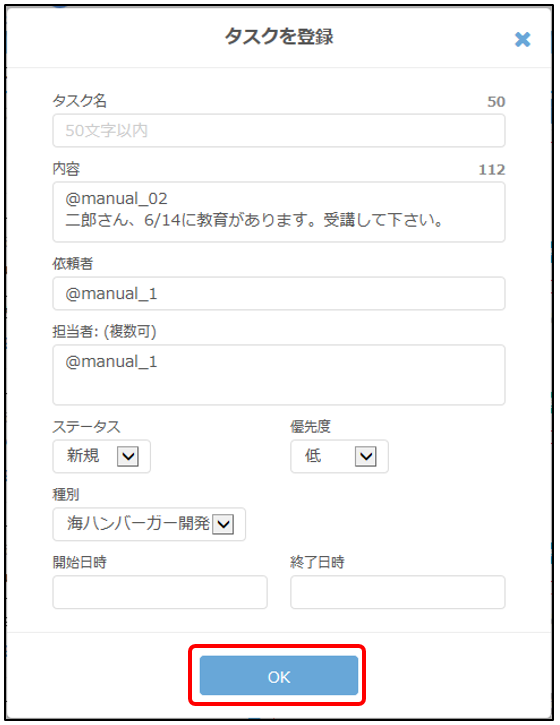 タスクを登録
タスク名 50
50文字以内
内容 112
@manual_02
二郎さん、6/14に教育があります。受講して下さい。
依頼者
@manual_1
担当者: (複数可)
@manual_1
ステータス 優先度
新規 低
種別
海ハンバーガー開発
開始日時 終了日時
OK